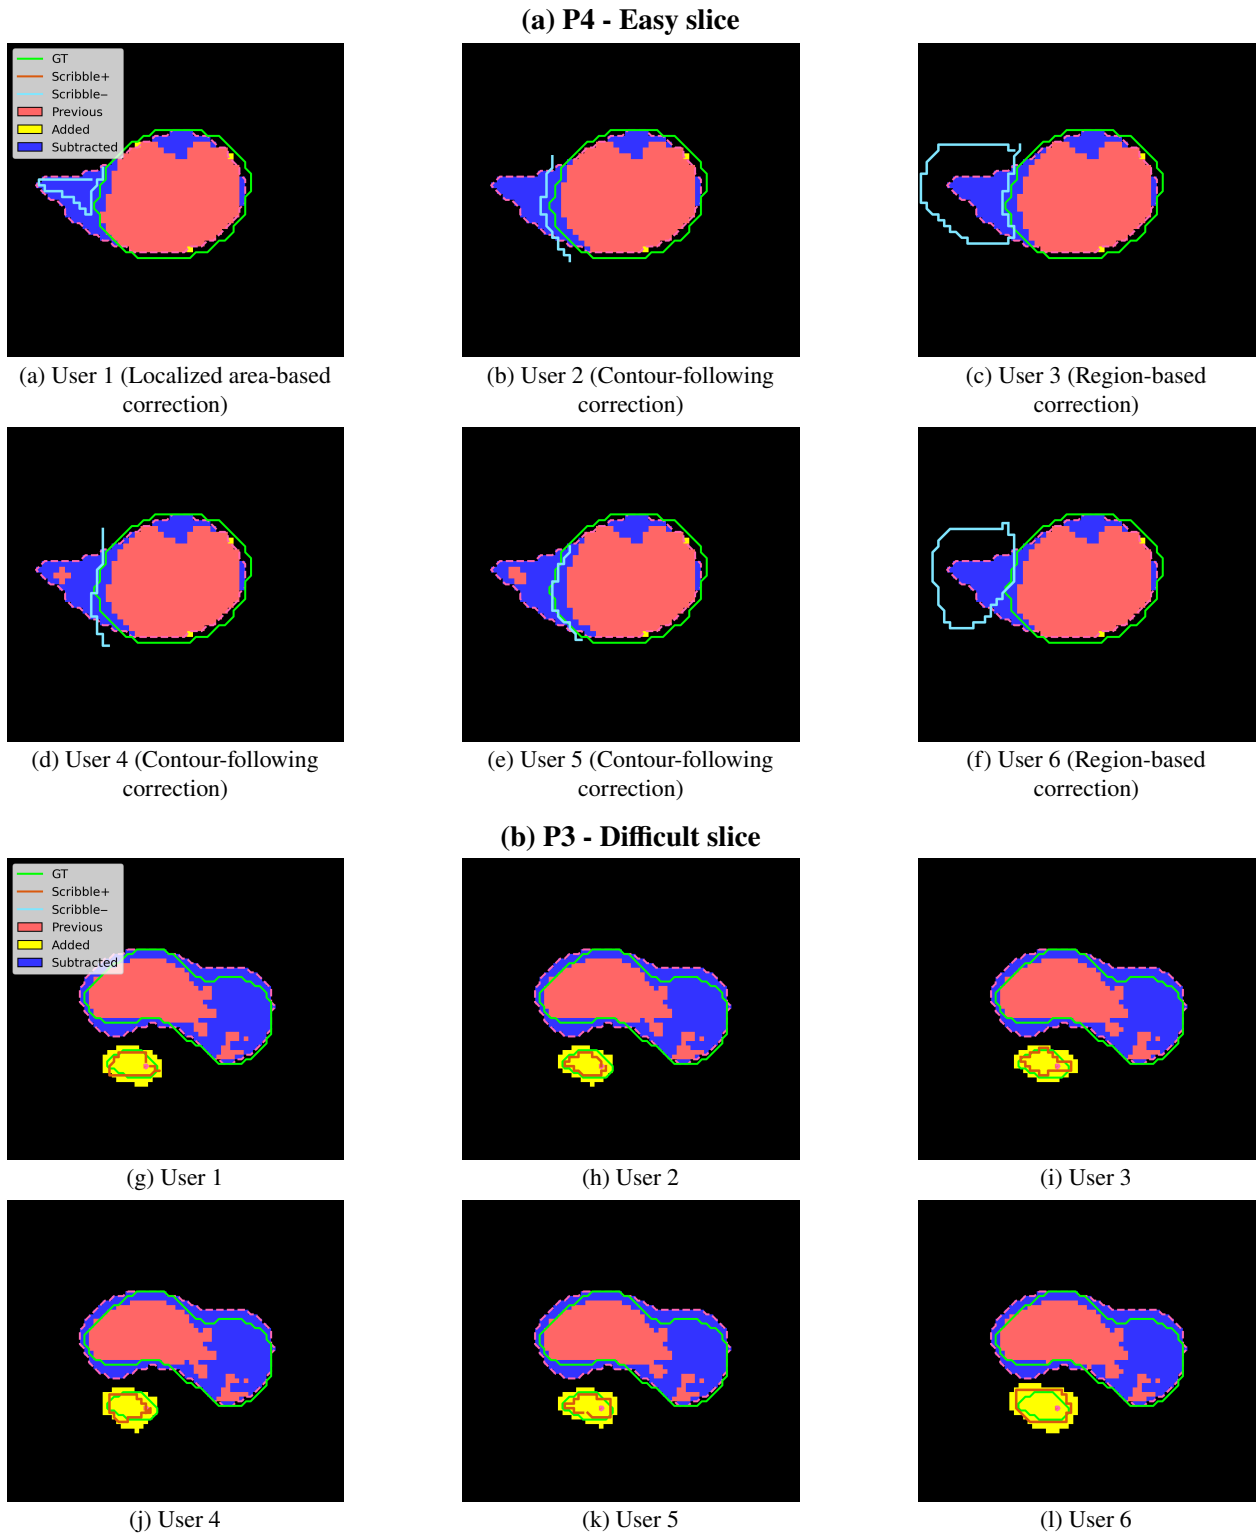 (a) P4 - Easy slice
GT
Scribble+
Scribble−
Previous
Added
Subtracted
(a) User 1 (Localized area-based
correction)
(b) User 2 (Contour-following
correction)
(c) User 3 (Region-based
correction)
(d) User 4 (Contour-following
correction)
(e) User 5 (Contour-following
correction)
(f) User 6 (Region-based
correction)
(b) P3 - Difficult slice
GT
Scribble+
Scribble−
Previous
Added
Subtracted
(g) User 1
(h) User 2
(i) User 3
(j) User 4
(k) User 5
(l) User 6